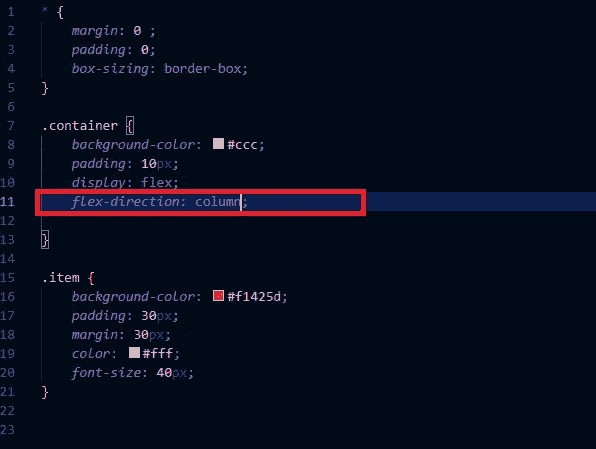 1 * {
2 margin: 0 ;
3 padding: 0;
4 box-sizing: border-box;
5 }
6
7 .container {
8 background-color: #ccc;
9 padding: 10px;
10 display: flex;
11 flex-direction: column;
12
13 }
14
15 .item {
16 background-color: #f1425d;
17 padding: 30px;
18 margin: 30px;
19 color: #fff;
20 font-size: 40px;
21 }
22
23